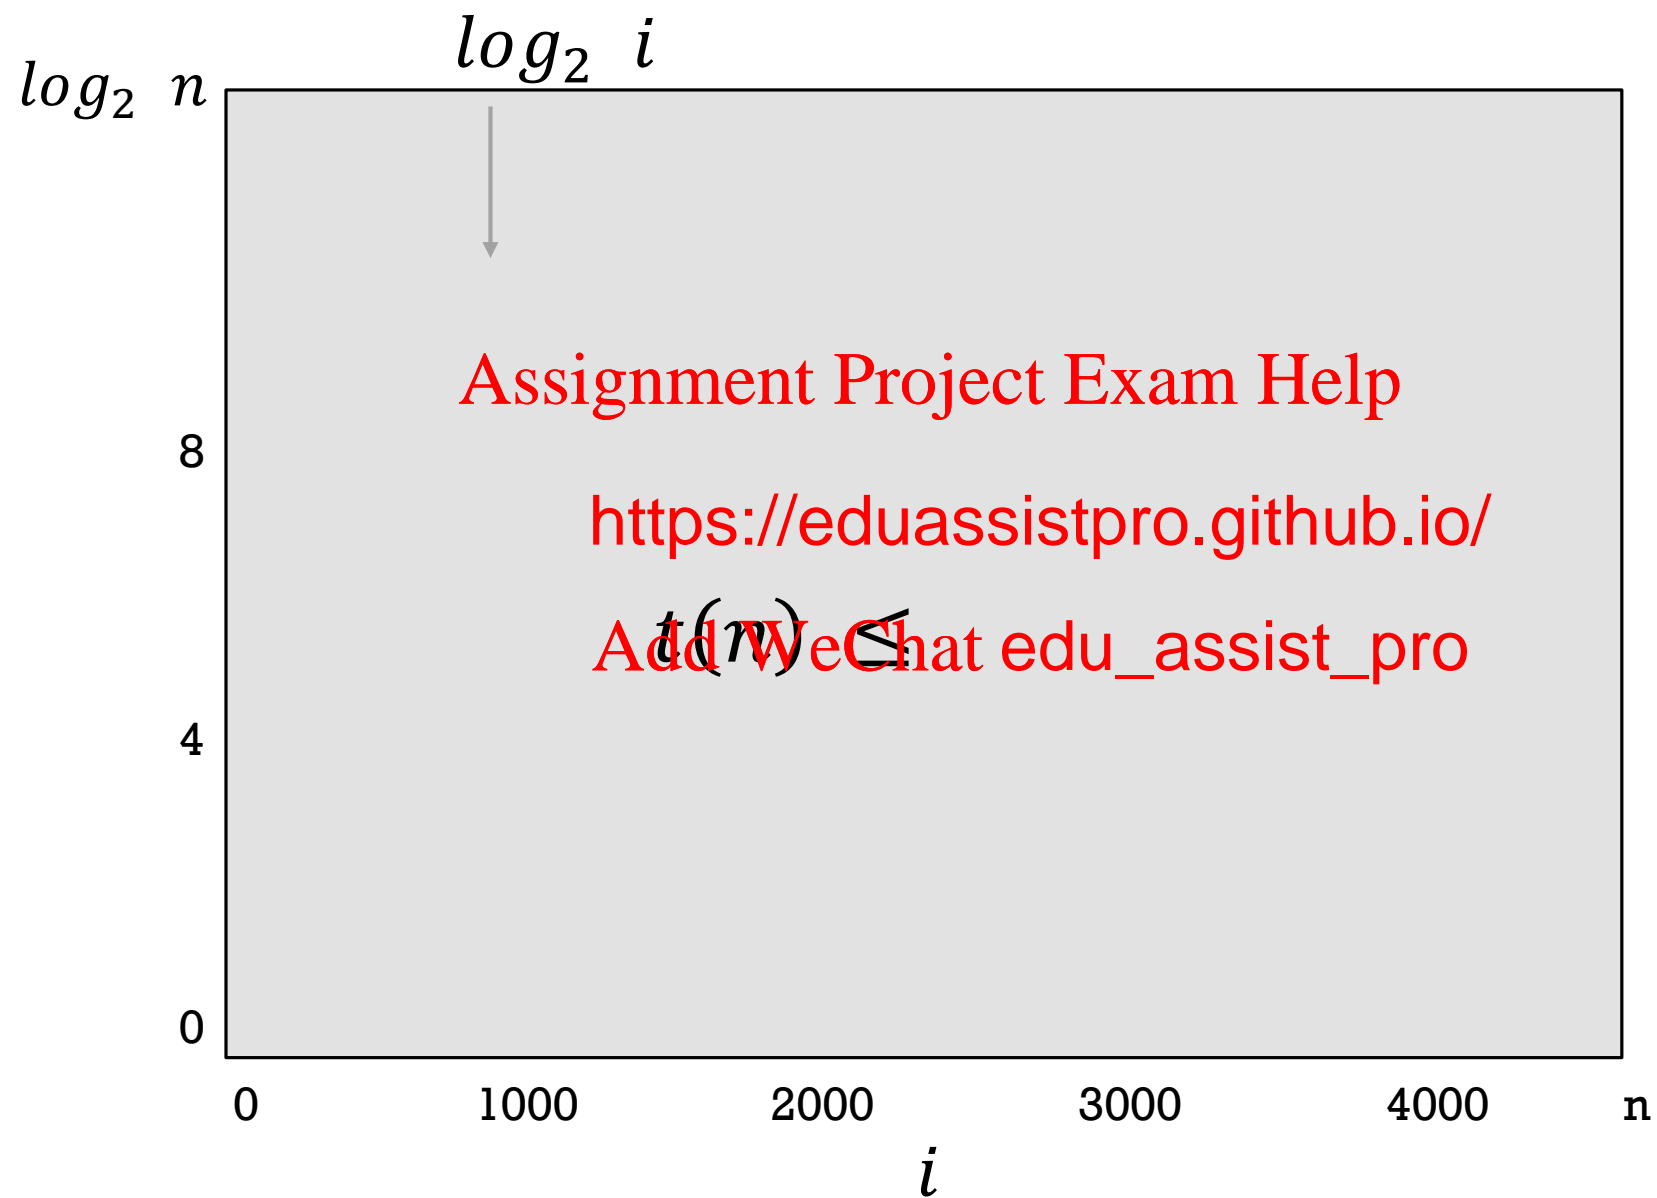 log₂ i
log₂ n
Assignment Project Exam Help
8
https://eduassistpro.github.io/
t(n) ≤
Add WeChat edu_assist_pro
4
0
0 1000 2000 3000 4000 n
i